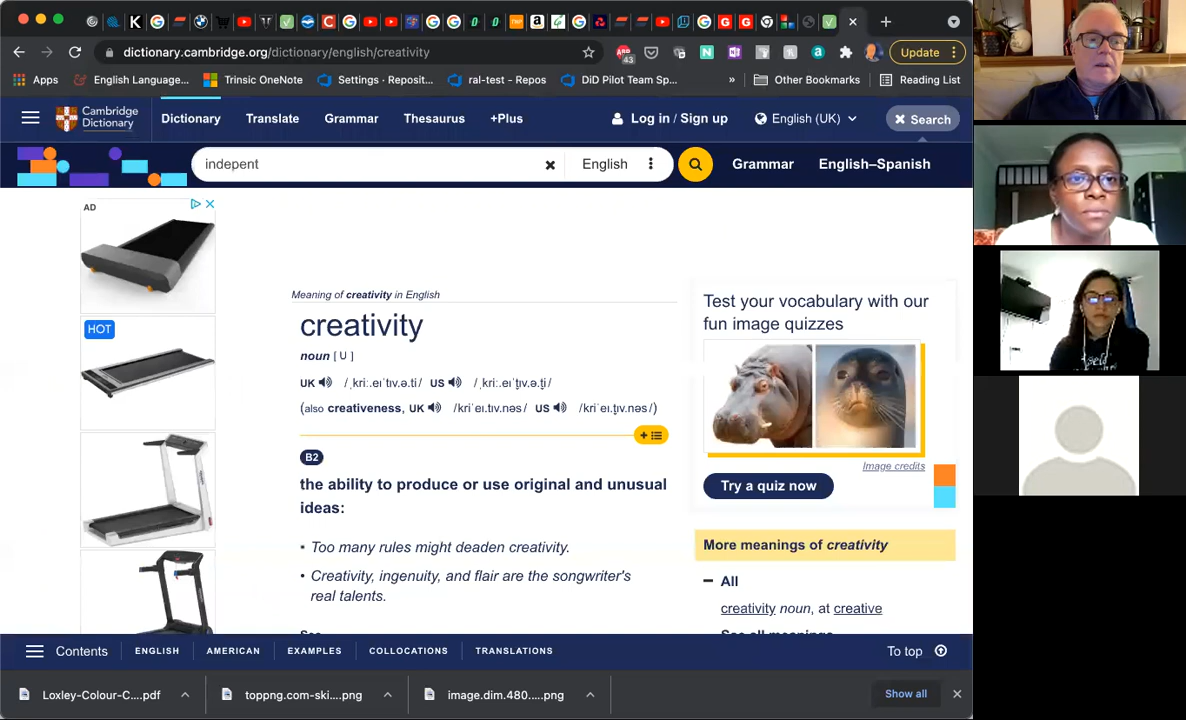 dictionary.cambridge.org/dictionary/english/creativity
43
Update
Apps
English Language...
Trinsic OneNote
Settings · Reposit...
ral-test - Repos
DiD Pilot Team Sp...
»
Other Bookmarks
Reading List
Cambridge
Dictionary
Dictionary
Translate
Grammar
Thesaurus
+Plus
Log in / Sign up
English (UK)
Search
indepent
English
Grammar
English–Spanish
AD
HOT
Meaning of creativity in English
creativity
noun [ U ]
UK /ˌkriː.eɪˈtɪv.ə.ti/ US /ˌkriː.eɪˈt̬ɪv.ə.t̬i/
(also creativeness, UK /kriˈeɪ.tɪv.nəs/ US /kriˈeɪ.t̬ɪv.nəs/)
B2
the ability to produce or use original and unusual
ideas:
• Too many rules might deaden creativity.
• Creativity, ingenuity, and flair are the songwriter's
real talents.
Test your vocabulary with our
fun image quizzes
Image credits
Try a quiz now
More meanings of creativity
All
creativity noun, at creative
See all meanings
Contents
ENGLISH
AMERICAN
EXAMPLES
COLLOCATIONS
TRANSLATIONS
To top
Loxley-Colour-C....pdf
toppng.com-ski....png
image.dim.480.....png
Show all